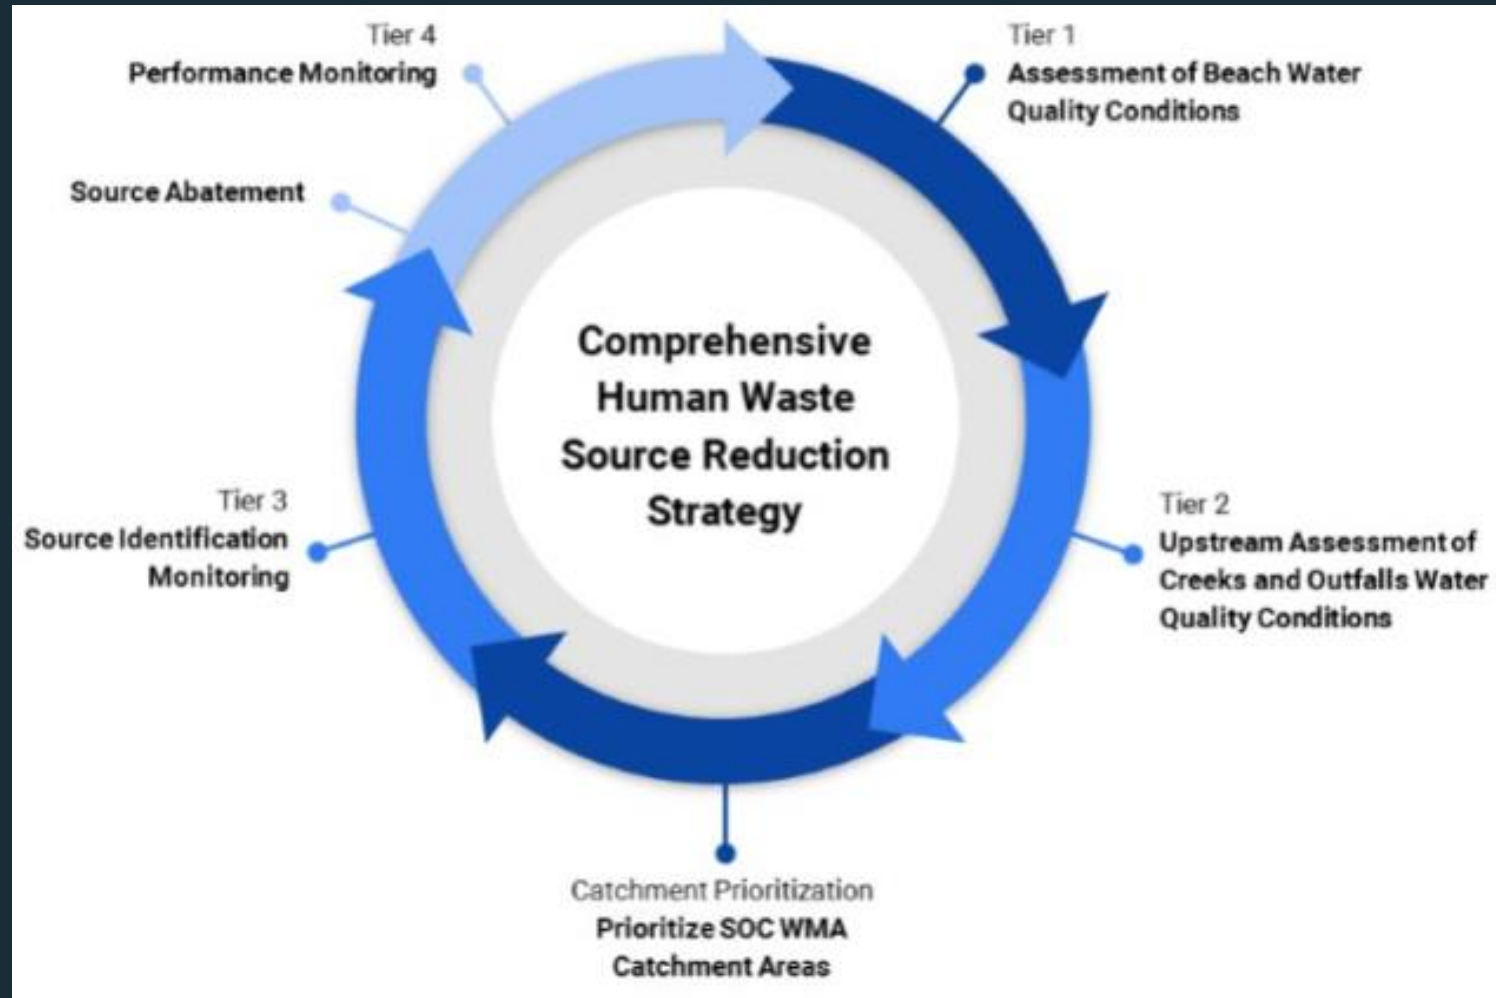 Tier 4
Performance Monitoring
Tier 1
Assessment of Beach Water
Quality Conditions
Source Abatement
Comprehensive
Human Waste
Source Reduction
Strategy
Tier 3
Source Identification
Monitoring
Tier 2
Upstream Assessment of
Creeks and Outfalls Water
Quality Conditions
Catchment Prioritization
Prioritize SOC WMA
Catchment Areas